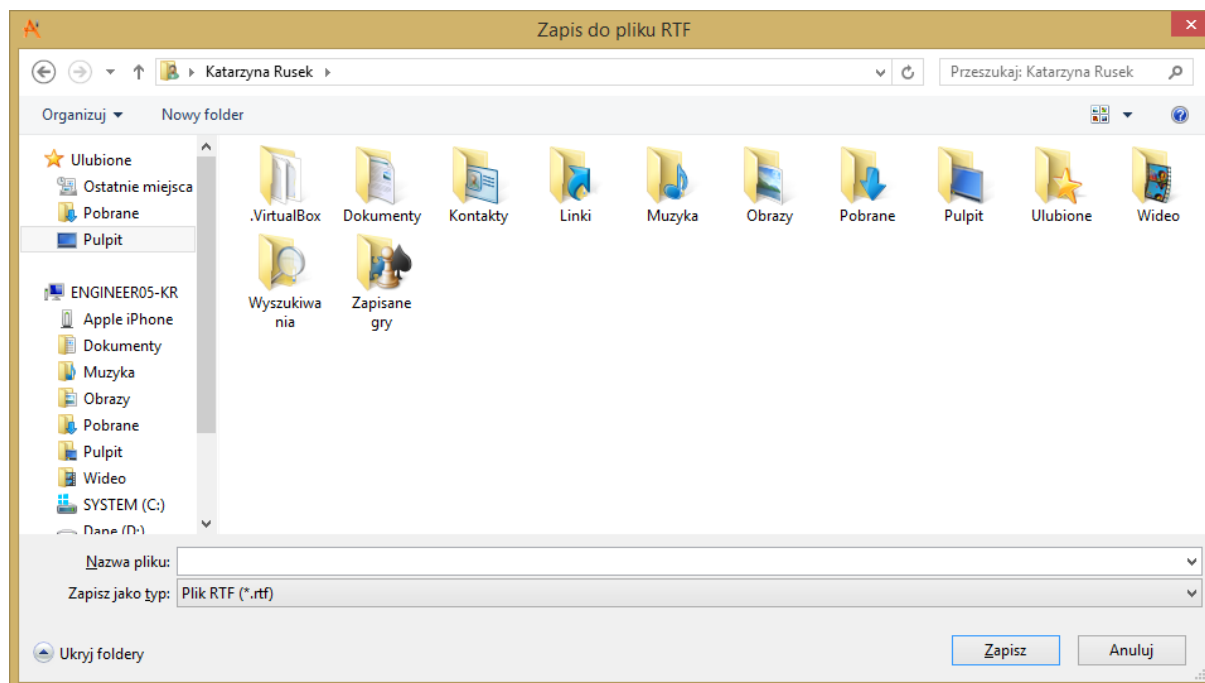 Zapis do pliku RTF
Katarzyna Rusek
Przeszukaj: Katarzyna Rusek
Organizuj
Nowy folder
Ulubione
Ostatnie miejsca
Pobrane
Pulpit
ENGINEER05-KR
Apple iPhone
Dokumenty
Muzyka
Obrazy
Pobrane
Pulpit
Wideo
SYSTEM (C:)
Dane (D:)
.VirtualBox
Dokumenty
Kontakty
Linki
Muzyka
Obrazy
Pobrane
Pulpit
Ulubione
Wideo
Wyszukiwa
nia
Zapisane
gry
Nazwa pliku:
Zapisz jako typ: Plik RTF (*.rtf)
Ukryj foldery
Zapisz
Anuluj